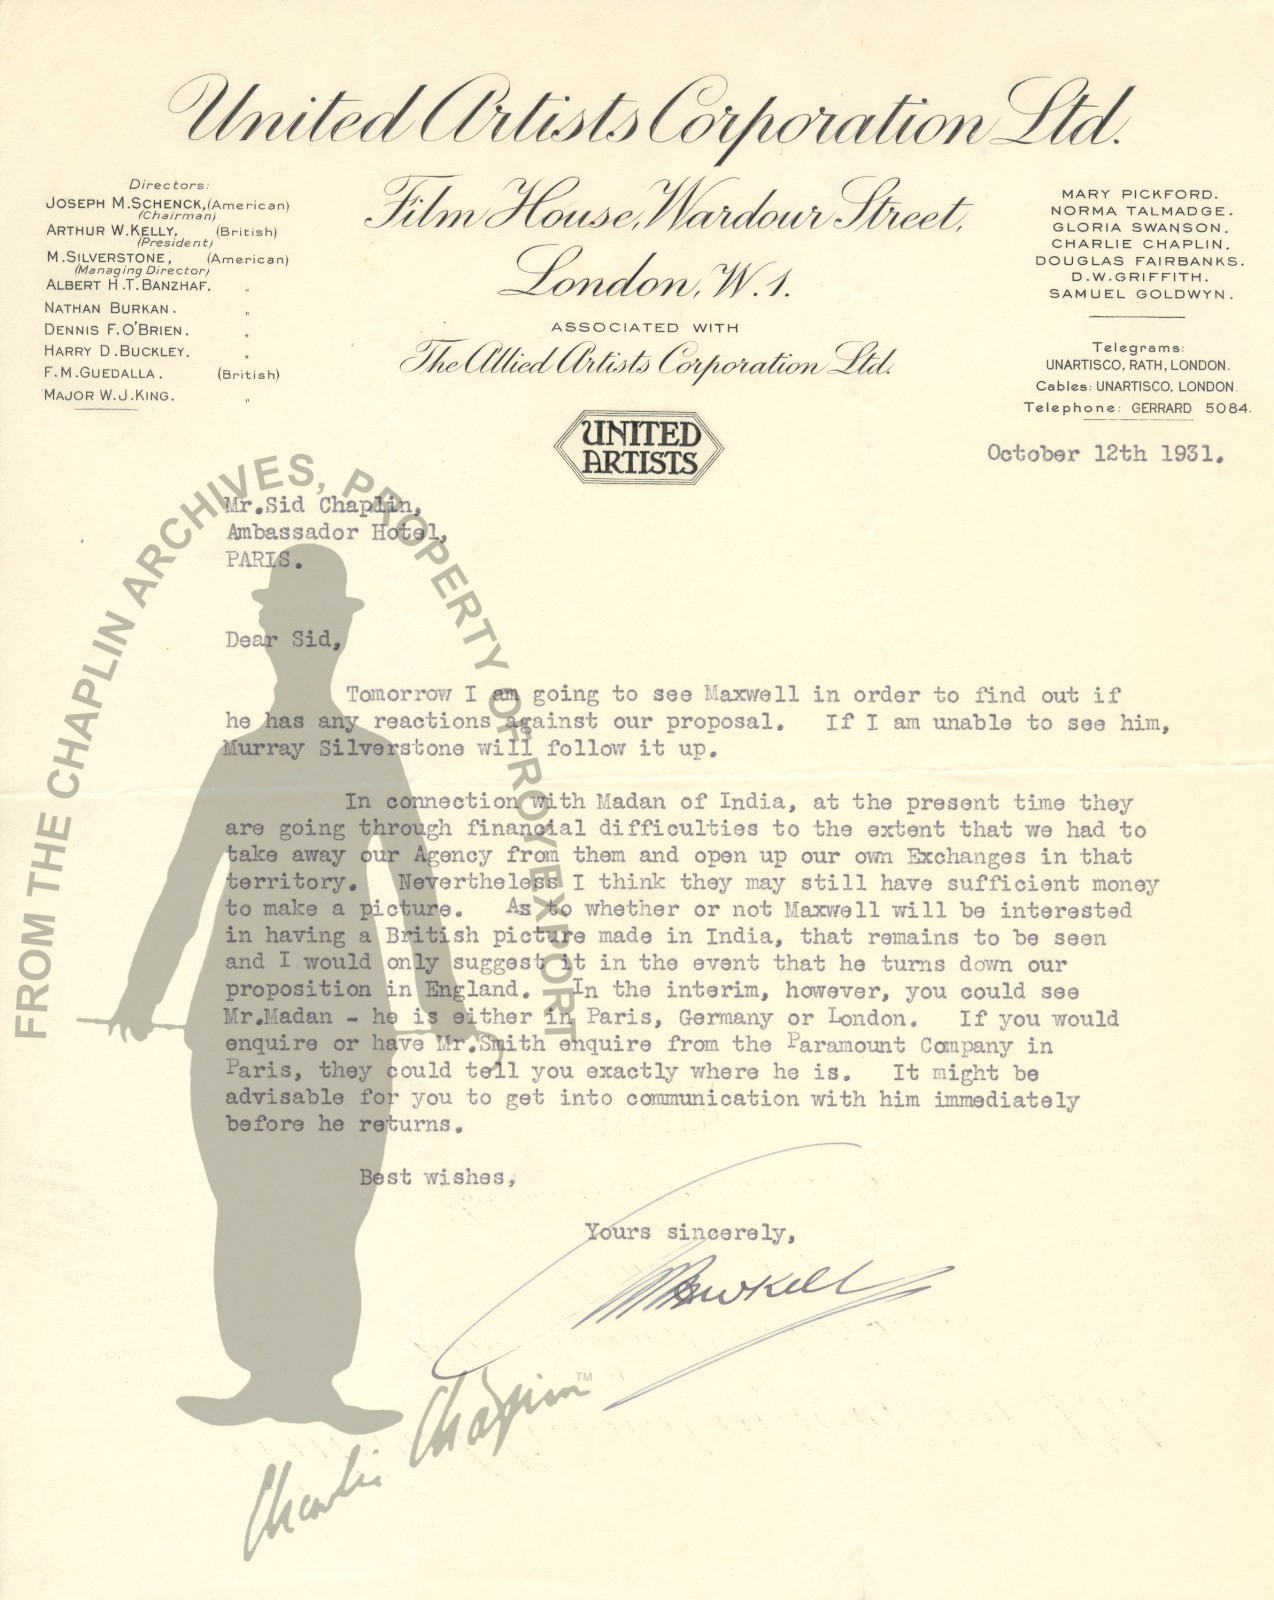 United Artists Corporation Ltd.
Film House, Wardour Street,
London, W.1.
ASSOCIATED WITH
The Allied Artists Corporation Ltd.
UNITED
ARTISTS
Directors:
JOSEPH M. SCHENCK, (American)
(Chairman)
ARTHUR W. KELLY, (British)
(President)
M. SILVERSTONE, (American)
(Managing Director)
ALBERT H. T. BANZHAF. "
NATHAN BURKAN. "
DENNIS F. O'BRIEN. "
HARRY D. BUCKLEY. "
F. M. GUEDALLA. (British)
MAJOR W. J. KING. "
MARY PICKFORD.
NORMA TALMADGE.
GLORIA SWANSON.
CHARLIE CHAPLIN.
DOUGLAS FAIRBANKS.
D. W. GRIFFITH.
SAMUEL GOLDWYN.
Telegrams:
UNARTISCO, RATH, LONDON.
Cables: UNARTISCO, LONDON.
Telephone: GERRARD 5084.
October 12th 1931.
Mr.Sid Chaplin,
Ambassador Hotel,
PARIS.
Dear Sid,
Tomorrow I am going to see Maxwell in order to find out if
he has any reactions against our proposal. If I am unable to see him,
Murray Silverstone will follow it up.
In connection with Madan of India, at the present time they
are going through financial difficulties to the extent that we had to
take away our Agency from them and open up our own Exchanges in that
territory. Nevertheless I think they may still have sufficient money
to make a picture. As to whether or not Maxwell will be interested
in having a British picture made in India, that remains to be seen
and I would only suggest it in the event that he turns down our
proposition in England. In the interim, however, you could see
Mr.Madan - he is either in Paris, Germany or London. If you would
enquire or have Mr.Smith enquire from the Paramount Company in
Paris, they could tell you exactly where he is. It might be
advisable for you to get into communication with him immediately
before he returns.
Best wishes,
Yours sincerely,
FROM THE CHAPLIN ARCHIVES, PROPERTY OF ROY EXPORT
Charlie Chaplin™